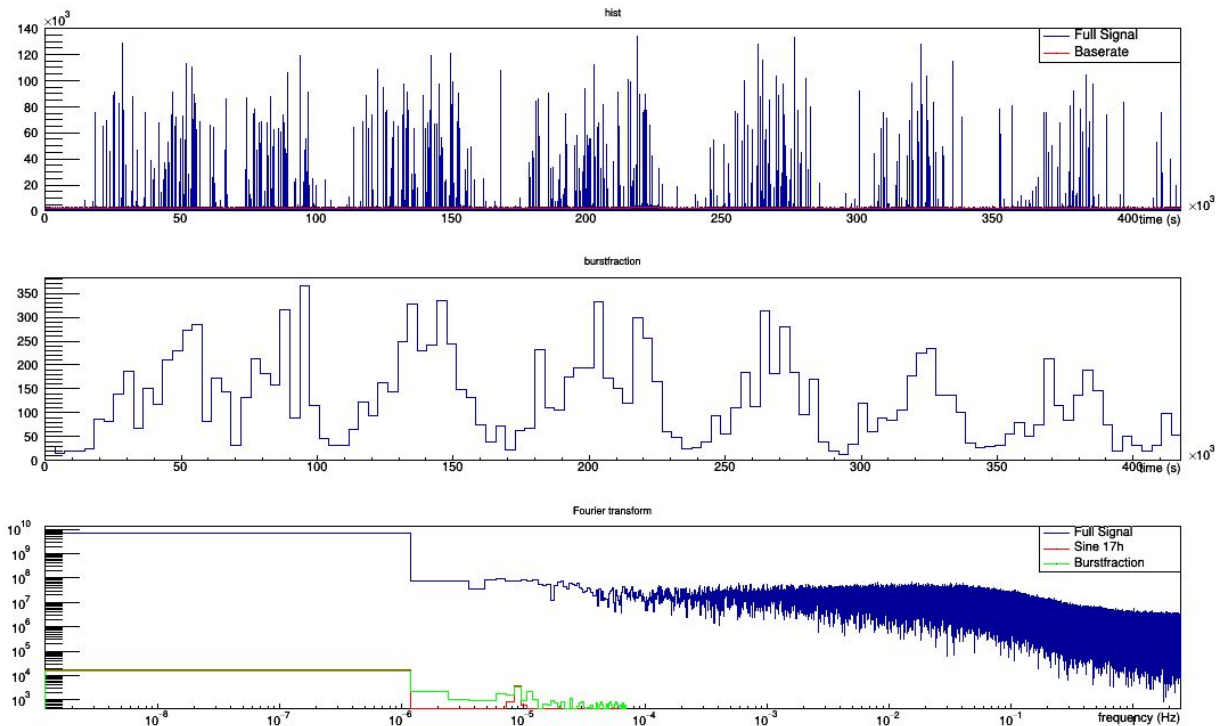 hist
×10³
140
120
100
80
60
40
20
0
Full Signal
Baserate
0 50 100 150 200 250 300 350 400
×10³
time (s)
burstfraction
350
300
250
200
150
100
50
0
0 50 100 150 200 250 300 350 400
×10³
time (s)
Fourier transform
10¹⁰
10⁹
10⁸
10⁷
10⁶
10⁵
10⁴
10³
Full Signal
Sine 17h
Burstfraction
10⁻⁸ 10⁻⁷ 10⁻⁶ 10⁻⁵ 10⁻⁴ 10⁻³ 10⁻² 10⁻¹ 1
frequency (Hz)